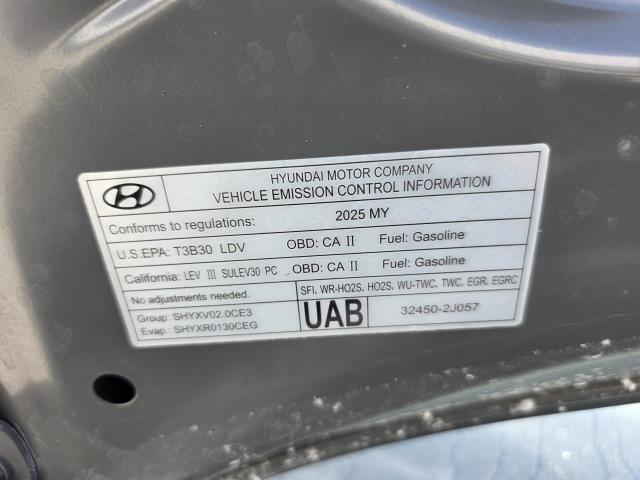 HYUNDAI MOTOR COMPANY
VEHICLE EMISSION CONTROL INFORMATION
Conforms to regulations: 2025 MY
U.S.EPA: T3B30 LDV OBD: CA II Fuel: Gasoline
California: LEV III SULEV30 PC OBD: CA II Fuel: Gasoline
No adjustments needed. SFI, WR-HO2S, HO2S, WU-TWC, TWC, EGR, EGRC
Group: SHYXV02.0CE3
Evap: SHYXR0130CEG
UAB 32450-2J057